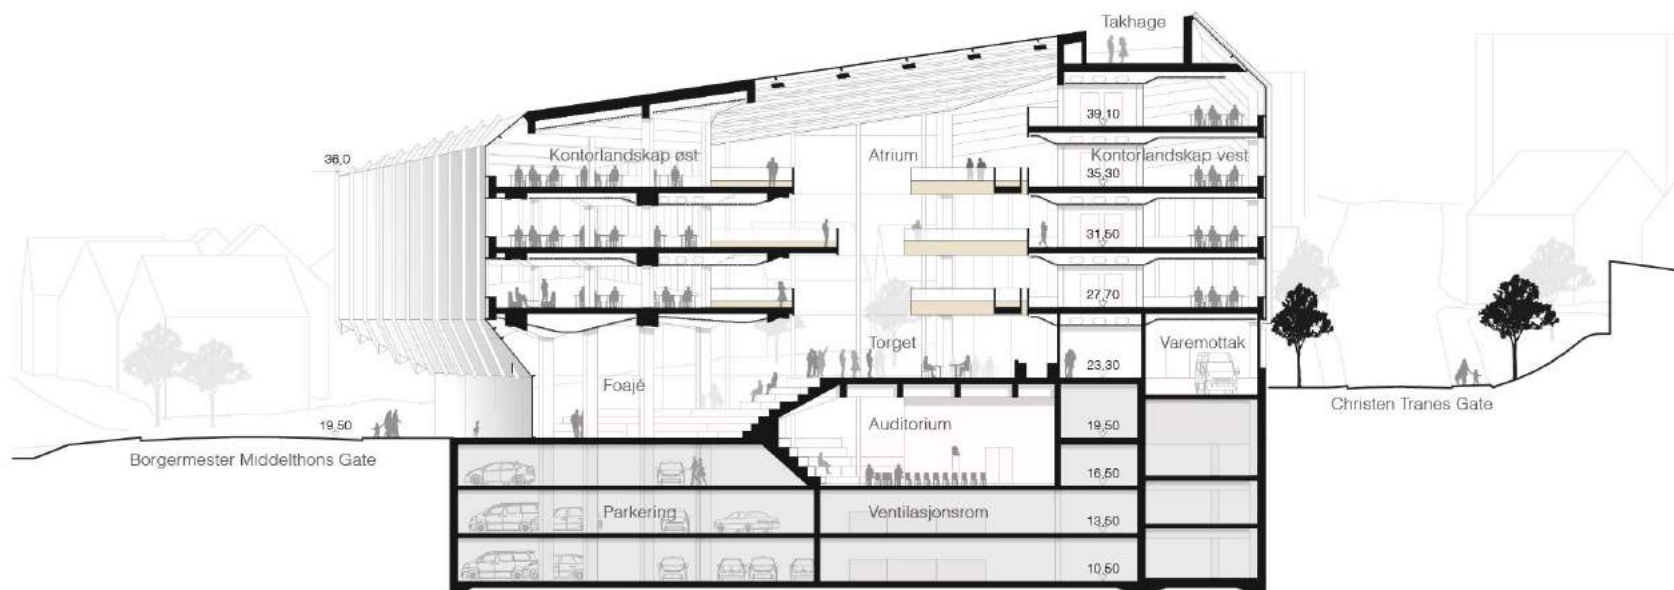 Takhage
39,10
36,0
Kontorlandskap øst
Atrium
Kontorlandskap vest
35,30
31,50
27,70
Torget
Varemottak
23,30
Foajé
Christen Tranes Gate
19,50
Auditorium
19,50
Borgermester Middelthons Gate
16,50
Parkering
Ventilasjonsrom
13,50
10,50